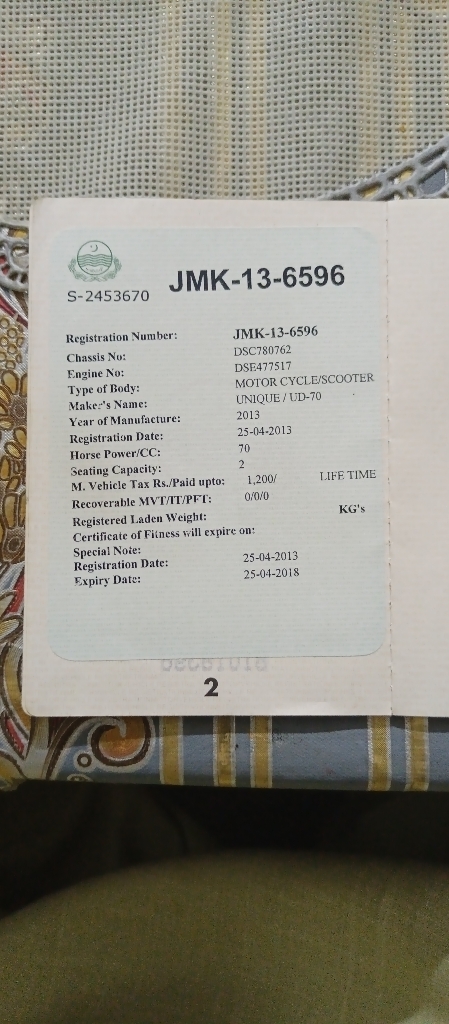 S-2453670
JMK-13-6596
Registration Number: JMK-13-6596
Chassis No: DSC780762
Engine No: DSE477517
Type of Body: MOTOR CYCLE/SCOOTER
Maker's Name: UNIQUE / UD-70
Year of Manufacture: 2013
Registration Date: 25-04-2013
Horse Power/CC: 70
Seating Capacity: 2
M. Vehicle Tax Rs./Paid upto: 1,200/ LIFE TIME
Recoverable MVT/IT/PFT: 0/0/0
Registered Laden Weight: KG's
Certificate of Fitness will expire on:
Special Note:
Registration Date: 25-04-2013
Expiry Date: 25-04-2018
2